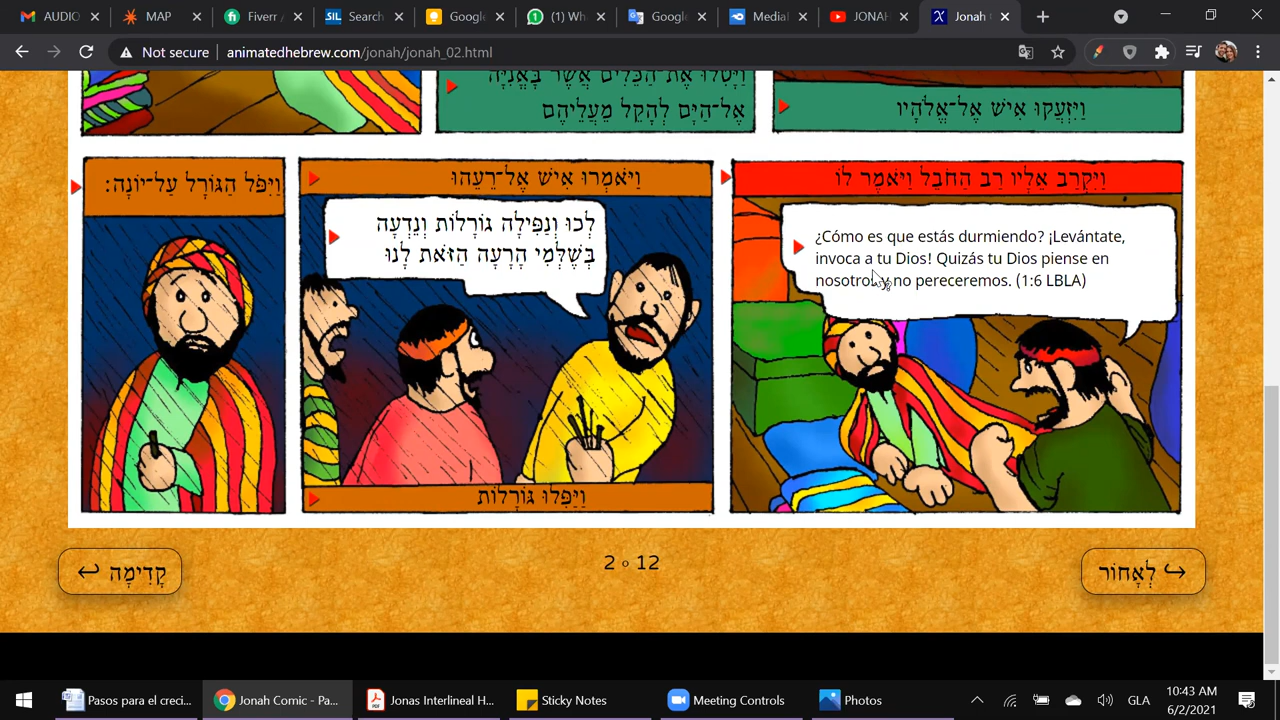 AUDIO
MAP
Fiverr /
SIL Search
Google
(1) Wha
Googl
Media
JONAH
Jonah
Not secure animatedhebrew.com/jonah/jonah_02.html
וַיָּטִלוּ אֶת־הַכֵּלִים אֲשֶׁר בָּאֳנִיָּה
אֶל־הַיָּם לְהָקֵל מֵעֲלֵיהֶם
וַיִּזְעֲקוּ אִישׁ אֶל־אֱלֹהָיו
וַיִּקְרַב אֵלָיו רַב הַחֹבֵל וַיֹּאמֶר לוֹ
¿Cómo es que estás durmiendo? ¡Levántate,
invoca a tu Dios! Quizás tu Dios piense en
nosotros y no pereceremos. (1:6 LBLA)
וַיֹּאמְרוּ אִישׁ אֶל־רֵעֵהוּ
לְכוּ וְנַפִּילָה גוֹרָלוֹת וְנֵדְעָה
בְּשֶׁלְּמִי הָרָעָה הַזֹּאת לָנוּ
וַיַּפִּלוּ גּוֹרָלוֹת
וַיִּפֹּל הַגּוֹרָל עַל־יוֹנָה׃
קָדִימָה ↩
2 ∘ 12
לְאָחוֹר ↪
Pasos para el creci...
Jonah Comic - Pa...
Jonas Interlineal H...
Sticky Notes
Meeting Controls
Photos
GLA
10:43 AM
6/2/2021